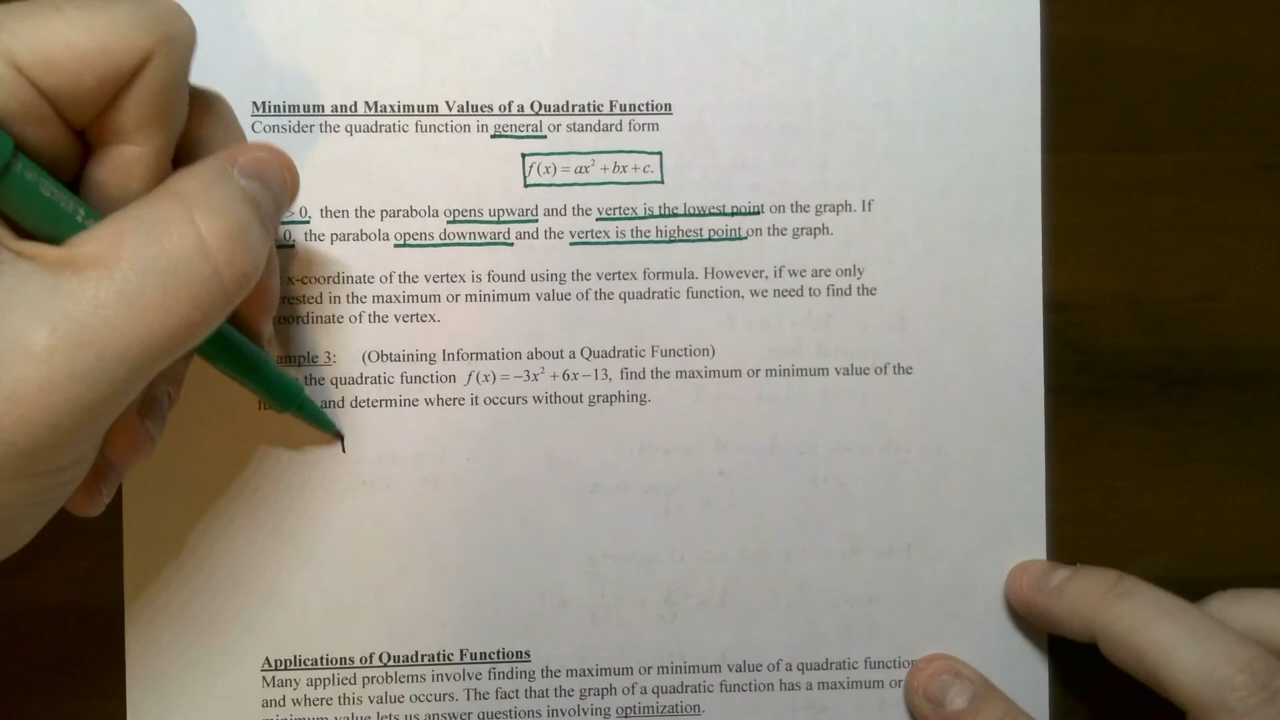 Minimum and Maximum Values of a Quadratic Function
Consider the quadratic function in general or standard form
f(x) = ax² + bx + c.
> 0, then the parabola opens upward and the vertex is the lowest point on the graph. If
0, the parabola opens downward and the vertex is the highest point on the graph.
x-coordinate of the vertex is found using the vertex formula. However, if we are only
rested in the maximum or minimum value of the quadratic function, we need to find the
oordinate of the vertex.
ample 3: (Obtaining Information about a Quadratic Function)
the quadratic function f(x) = −3x² + 6x − 13, find the maximum or minimum value of the
and determine where it occurs without graphing.
Applications of Quadratic Functions
Many applied problems involve finding the maximum or minimum value of a quadratic function
and where this value occurs. The fact that the graph of a quadratic function has a maximum or
minimum value lets us answer questions involving optimization.